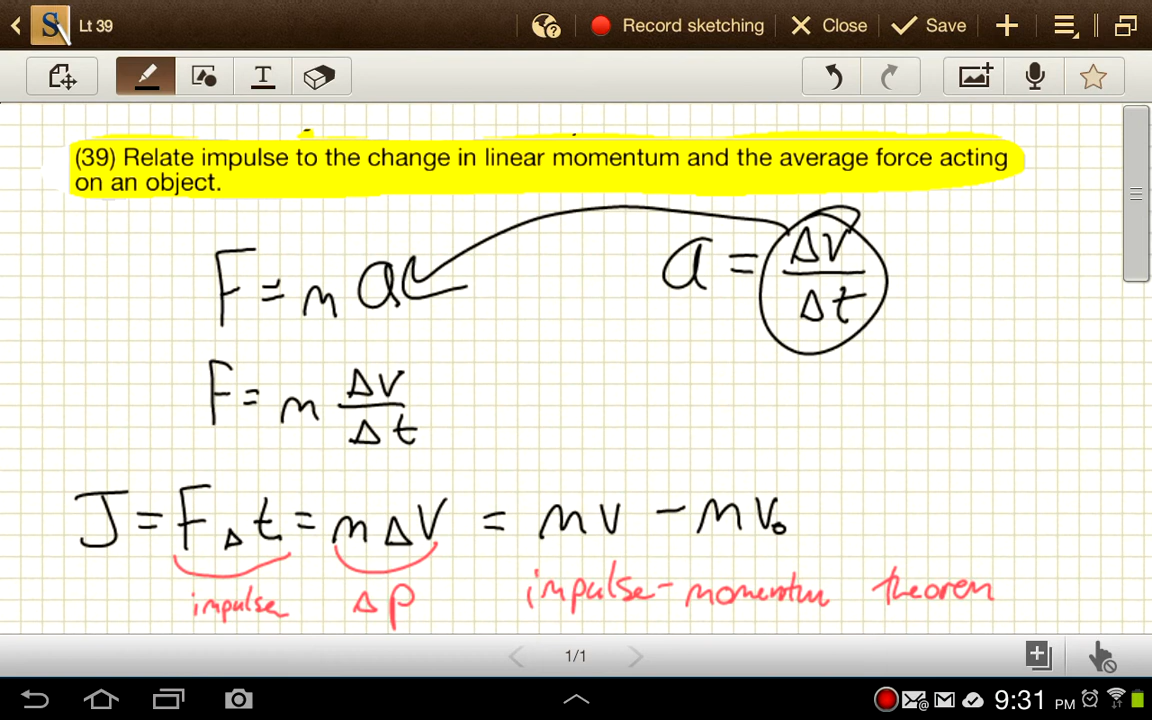 S Lt 39 Record sketching Close Save
T
(39) Relate impulse to the change in linear momentum and the average force acting
on an object.
F = ma a = Δv/Δt
F = m Δv/Δt
J = FΔt = mΔv = mv - mv₀
impulse Δp impulse-momentum theorem
1/1
9:31 PM